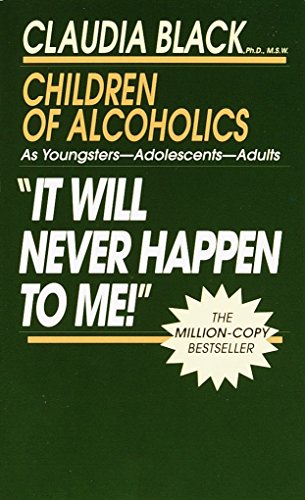 CLAUDIA BLACK, Ph.D., M.S.W.
CHILDREN
OF ALCOHOLICS
As Youngsters—Adolescents—Adults
"IT WILL
NEVER HAPPEN
TO ME!"
THE
MILLION-COPY
BESTSELLER